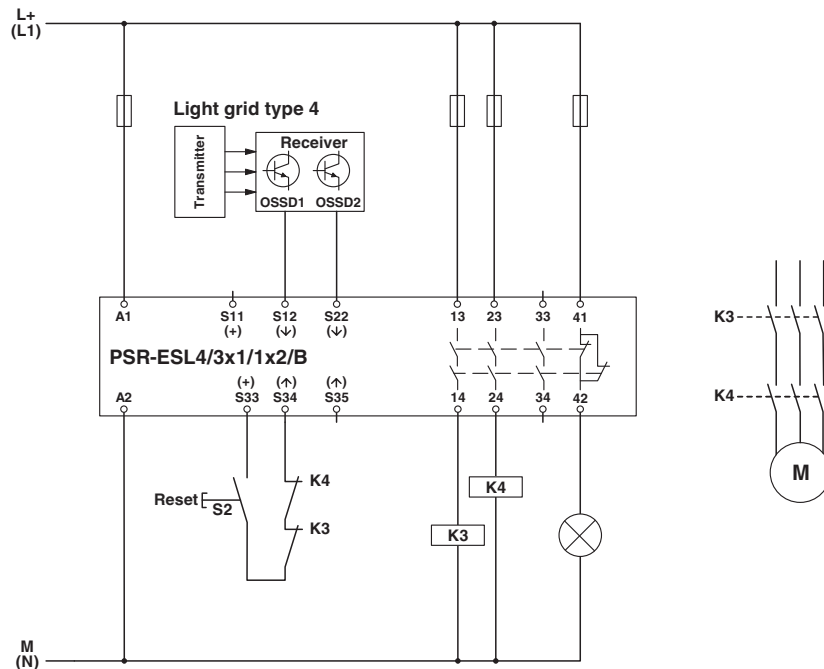 L+
(L1)
Light grid type 4
Transmitter
Receiver
OSSD1 OSSD2
A1 S11 S12 S22 13 23 33 41
(+) (↓) (↓)
PSR-ESL4/3x1/1x2/B
(+) (↑) (↑)
A2 S33 S34 S35 14 24 34 42
K3
K4
M
K4
K4
Reset
S2
K3
K3
M
(N)